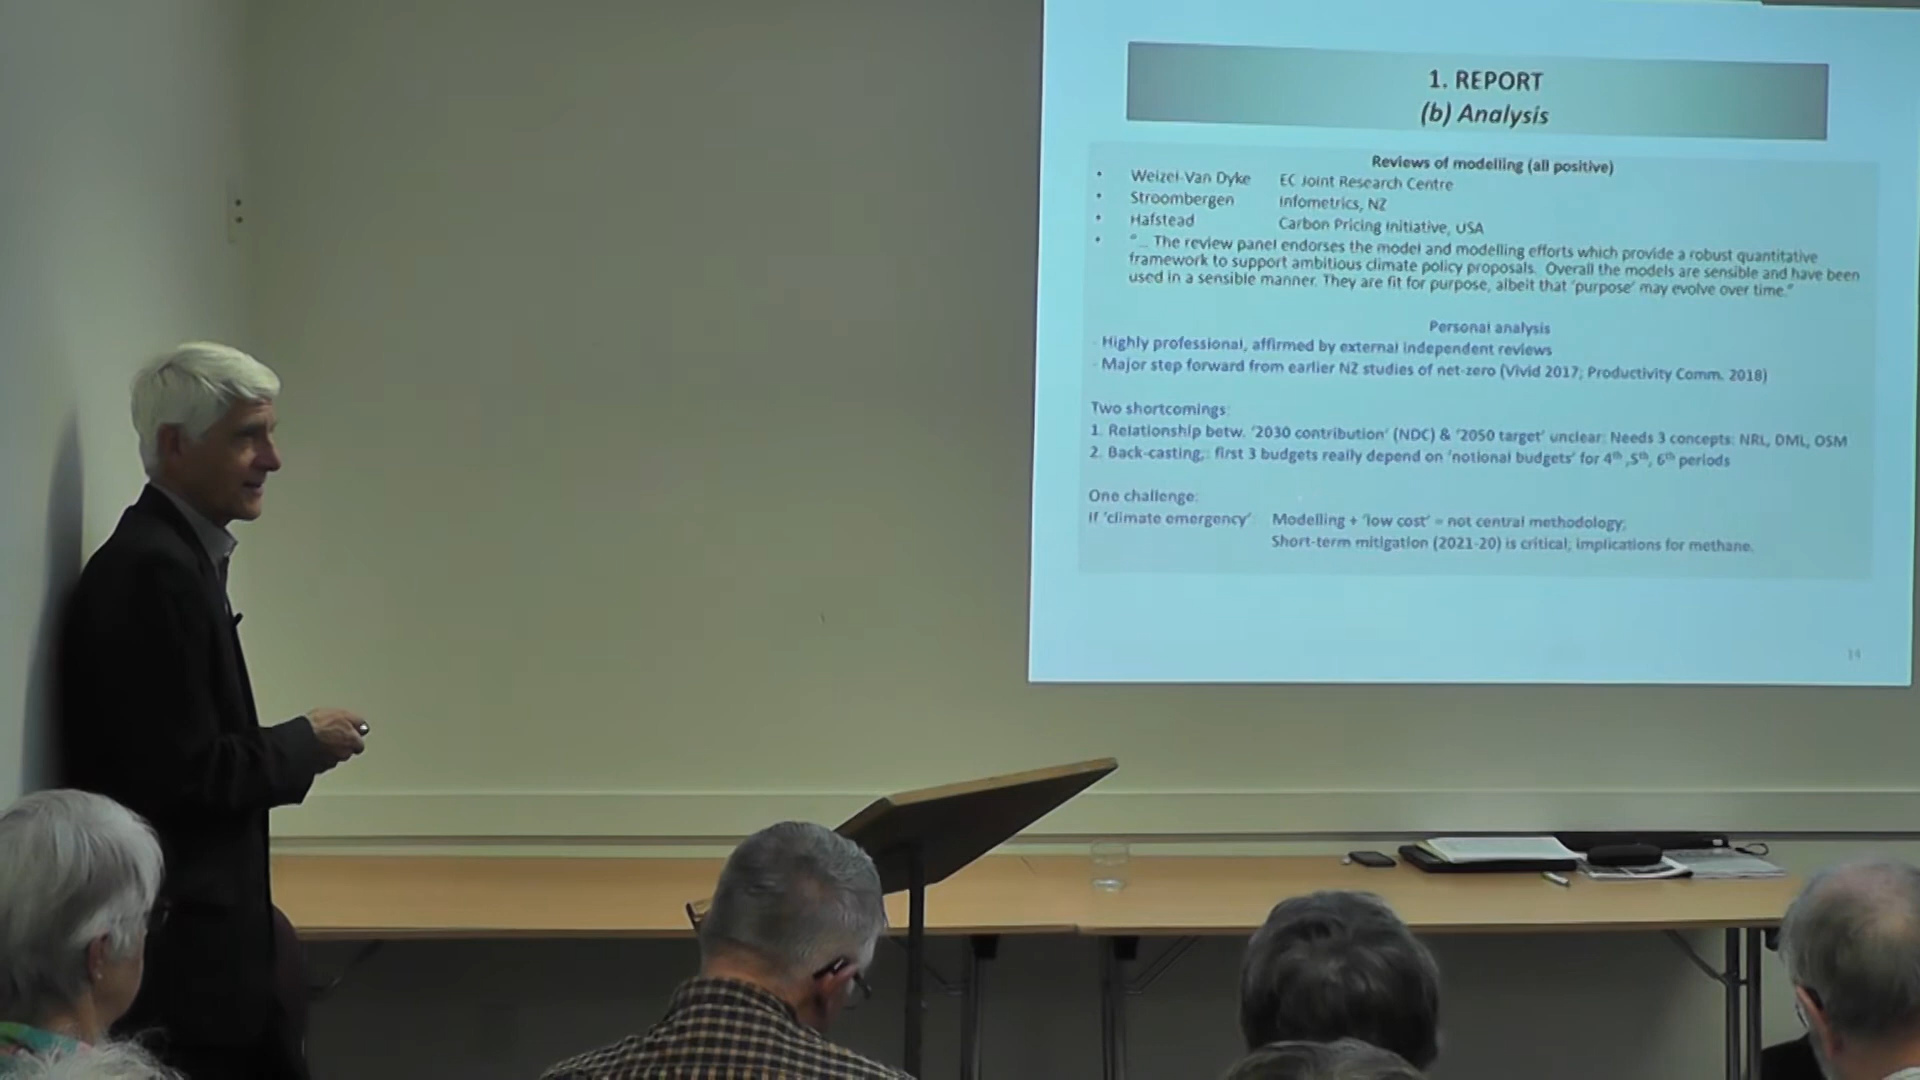 1. REPORT
(b) Analysis
Reviews of modelling (all positive)
• Weizel-Van Dyke EC Joint Research Centre
• Stroombergen Infometrics, NZ
• Hafstead Carbon Pricing Initiative, USA
• "... The review panel endorses the model and modelling efforts which provide a robust quantitative
framework to support ambitious climate policy proposals. Overall the models are sensible and have been
used in a sensible manner. They are fit for purpose, albeit that 'purpose' may evolve over time."
Personal analysis
- Highly professional, affirmed by external independent reviews
- Major step forward from earlier NZ studies of net-zero (Vivid 2017; Productivity Comm. 2018)
Two shortcomings:
1. Relationship betw. '2030 contribution' (NDC) & '2050 target' unclear: Needs 3 concepts: NRL, DML, OSM
2. Back-casting,: first 3 budgets really depend on 'notional budgets' for 4th ,5th, 6th periods
One challenge:
If 'climate emergency' Modelling + 'low cost' = not central methodology;
Short-term mitigation (2021-20) is critical; implications for methane.
14